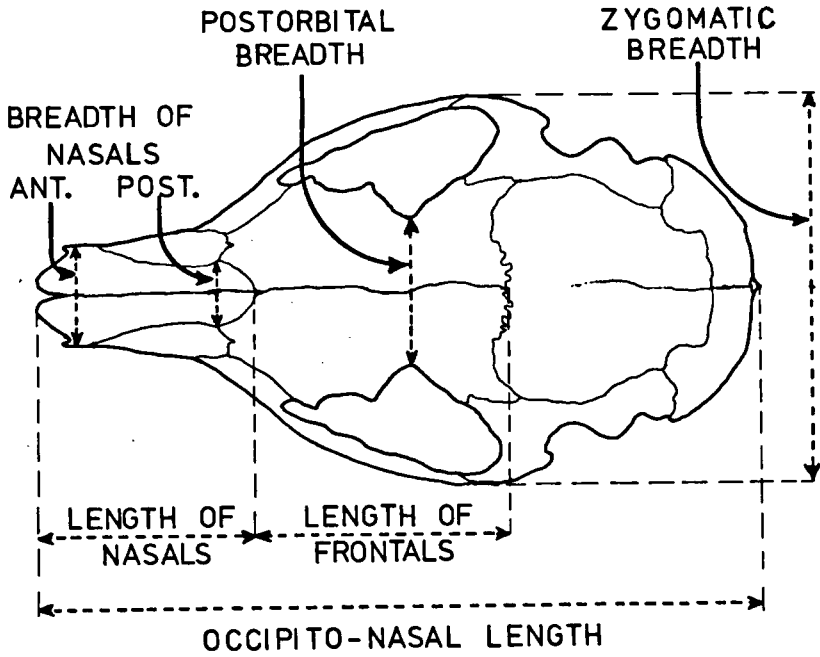 POSTORBITAL
BREADTH
ZYGOMATIC
BREADTH
BREADTH OF
NASALS
ANT. POST.
LENGTH OF
NASALS
LENGTH OF
FRONTALS
OCCIPITO-NASAL LENGTH